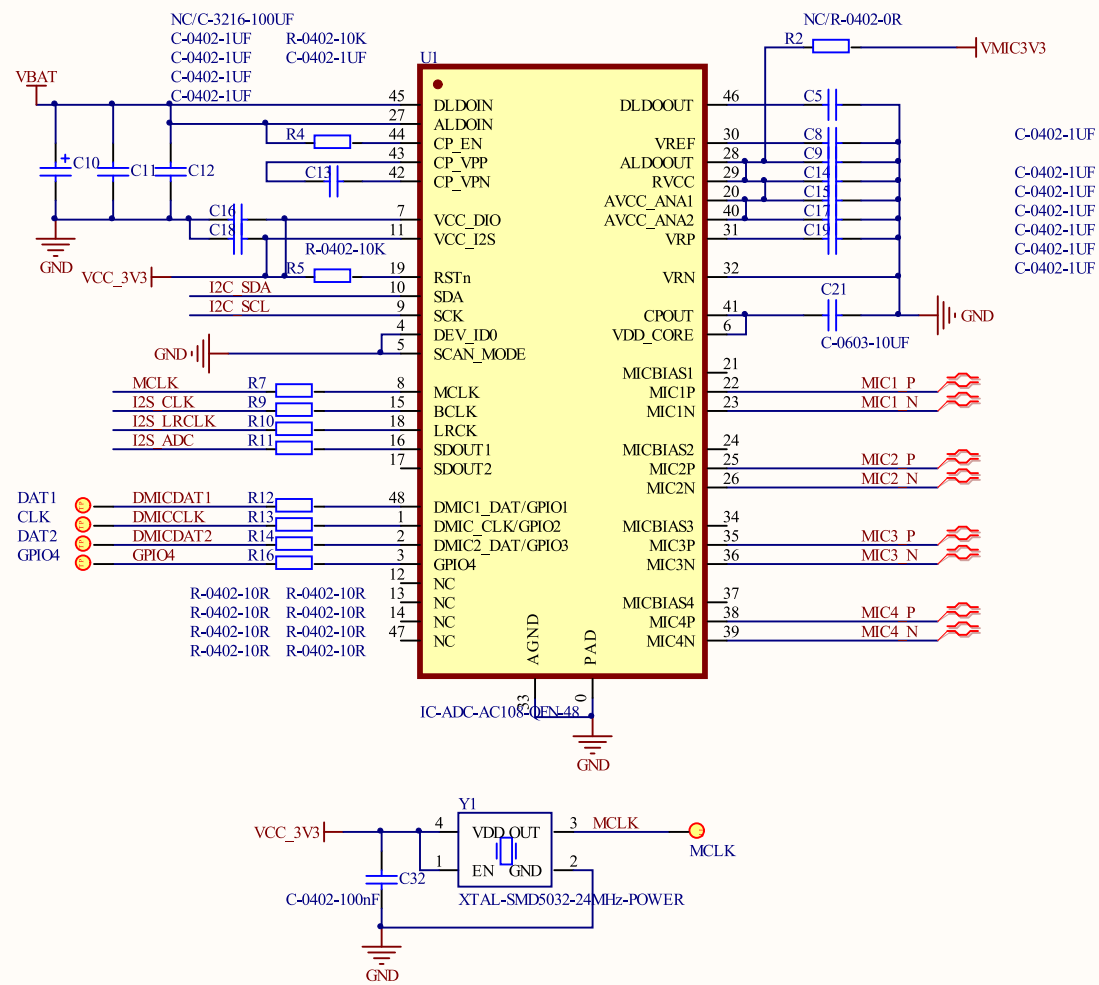 NC/C-3216-100UF
C-0402-1UF R-0402-10K
C-0402-1UF C-0402-1UF
C-0402-1UF
C-0402-1UF
NC/R-0402-0R
R2
VMIC3V3
U1
VBAT
45 DLDOIN DLDOOUT 46 C5
27 ALDOIN
R4 44 CP_EN VREF 30 C8 C-0402-1UF
43 CP_VPP ALDOOUT 28 C9
C10 C11 C12 C13 42 CP_VPN RVCC 29 C14 C-0402-1UF
AVCC_ANA1 20 C15 C-0402-1UF
C16 7 VCC_DIO AVCC_ANA2 40 C17 C-0402-1UF
C18 11 VCC_I2S VRP 31 C19 C-0402-1UF
R-0402-10K C-0402-1UF
GND
VCC_3V3 R5 19 RSTn VRN 32 C-0402-1UF
I2C_SDA 10 SDA
C21
I2C_SCL 9 SCK CPOUT 41 GND
4 DEV_ID0 VDD_CORE 6
C-0603-10UF
GND 5 SCAN_MODE
MICBIAS1 21
MCLK R7 8 MCLK MIC1P 22 MIC1_P
I2S_CLK R9 15 BCLK MIC1N 23 MIC1_N
I2S_LRCLK R10 18 LRCK
I2S_ADC R11 16 SDOUT1 MICBIAS2 24
17 SDOUT2 MIC2P 25 MIC2_P
MIC2N 26 MIC2_N
DAT1 DMICDAT1 R12 48 DMIC1_DAT/GPIO1
CLK DMICCLK R13 1 DMIC_CLK/GPIO2 MICBIAS3 34
DAT2 DMICDAT2 R14 2 DMIC2_DAT/GPIO3 MIC3P 35 MIC3_P
GPIO4 GPIO4 R16 3 GPIO4 MIC3N 36 MIC3_N
12 NC
R-0402-10R R-0402-10R 13 NC MICBIAS4 37
R-0402-10R R-0402-10R 14 NC MIC4P 38 MIC4_P
R-0402-10R R-0402-10R 47 NC MIC4N 39 MIC4_N
R-0402-10R R-0402-10R
AGND PAD
33 0
IC-ADC-AC108-QFN-48
GND
Y1
VCC_3V3 4 VDD OUT 3 MCLK
MCLK
1 EN GND 2
C32
C-0402-100nF XTAL-SMD5032-24MHz-POWER
GND